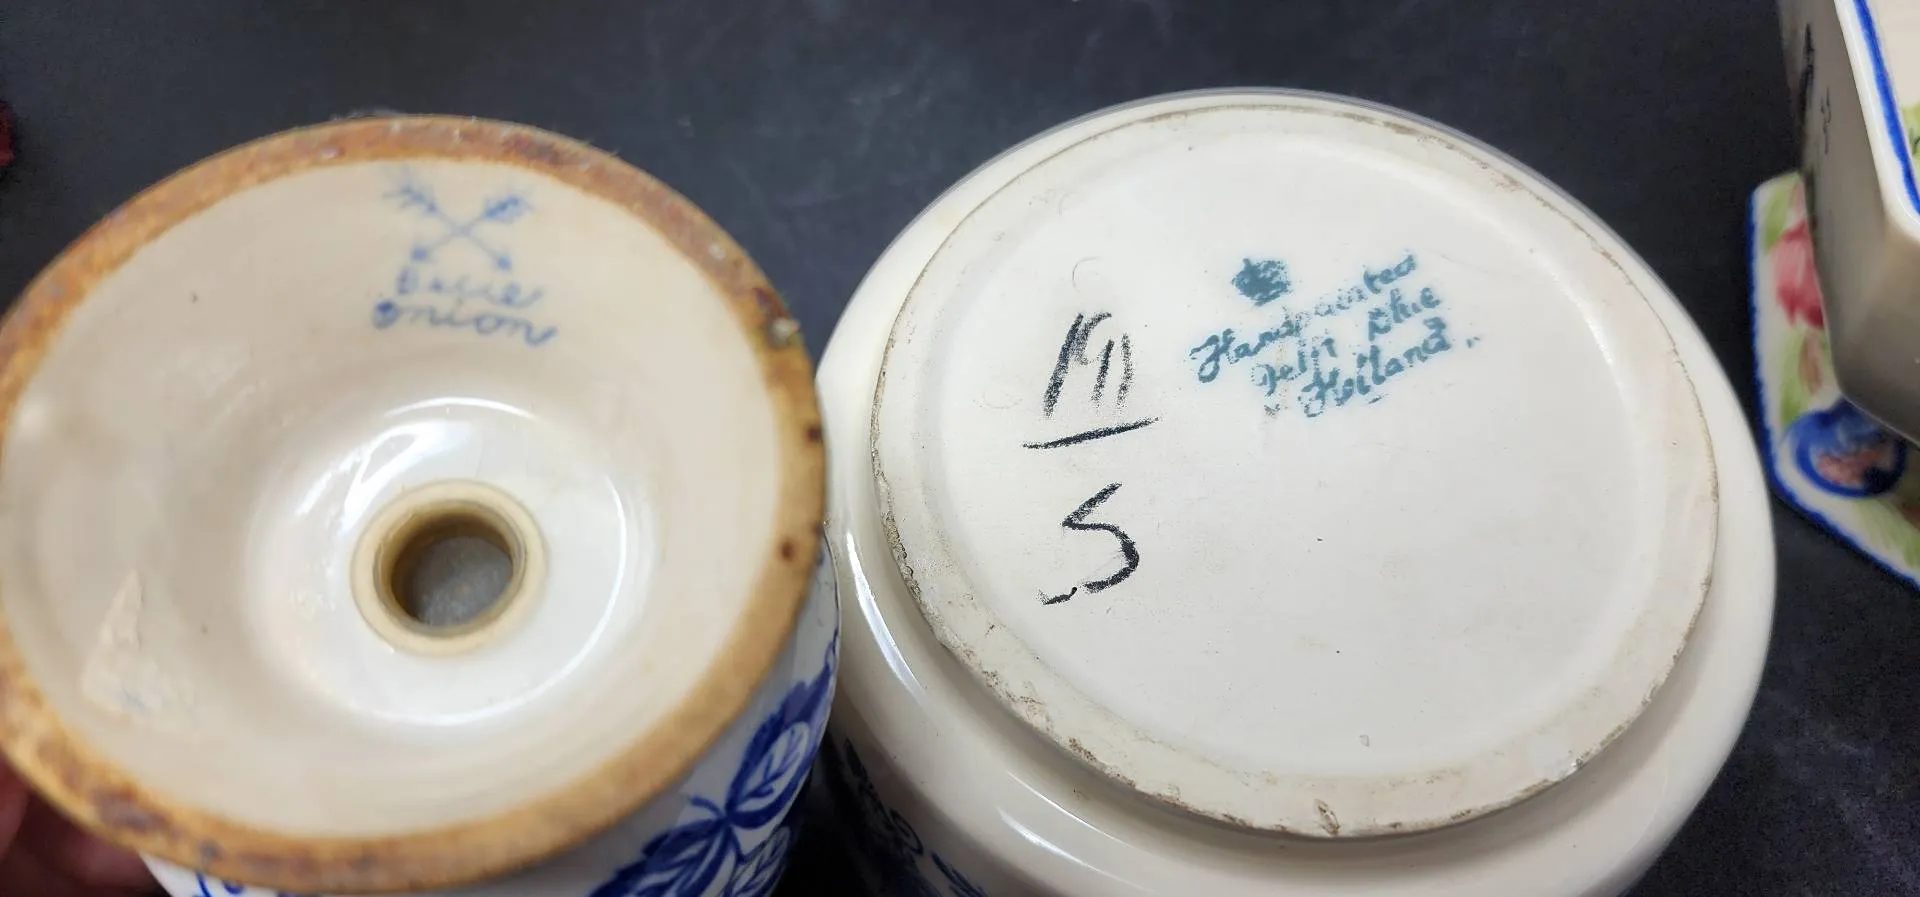 Blue
Onion
Handpainted
Delft Blue
Holland
5